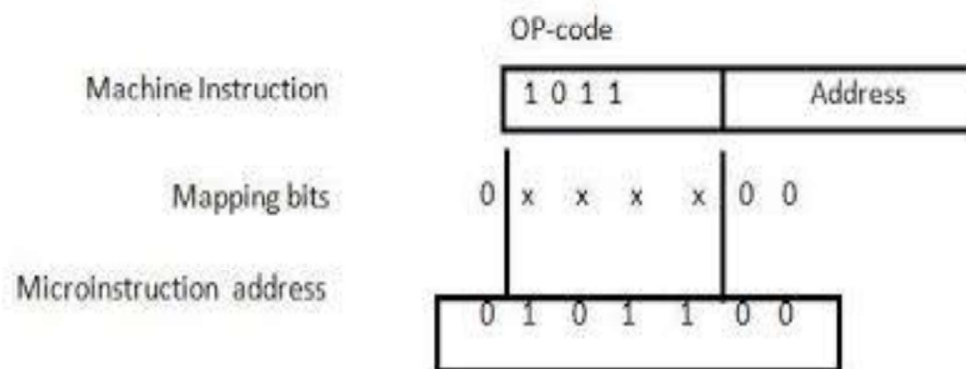 OP-code
Machine Instruction 1 0 1 1 Address
Mapping bits 0 x x x x 0 0
Microinstruction address 0 1 0 1 1 0 0